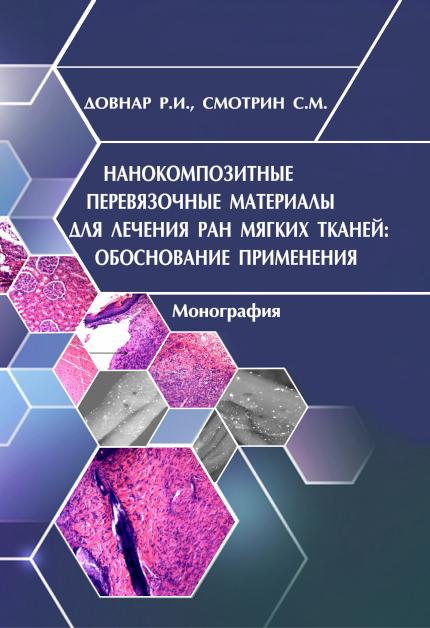 ДОВНАР Р.И., СМОТРИН С.М.
НАНОКОМПОЗИТНЫЕ
ПЕРЕВЯЗОЧНЫЕ МАТЕРИАЛЫ
ДЛЯ ЛЕЧЕНИЯ РАН МЯГКИХ ТКАНЕЙ:
ОБОСНОВАНИЕ ПРИМЕНЕНИЯ
Монография